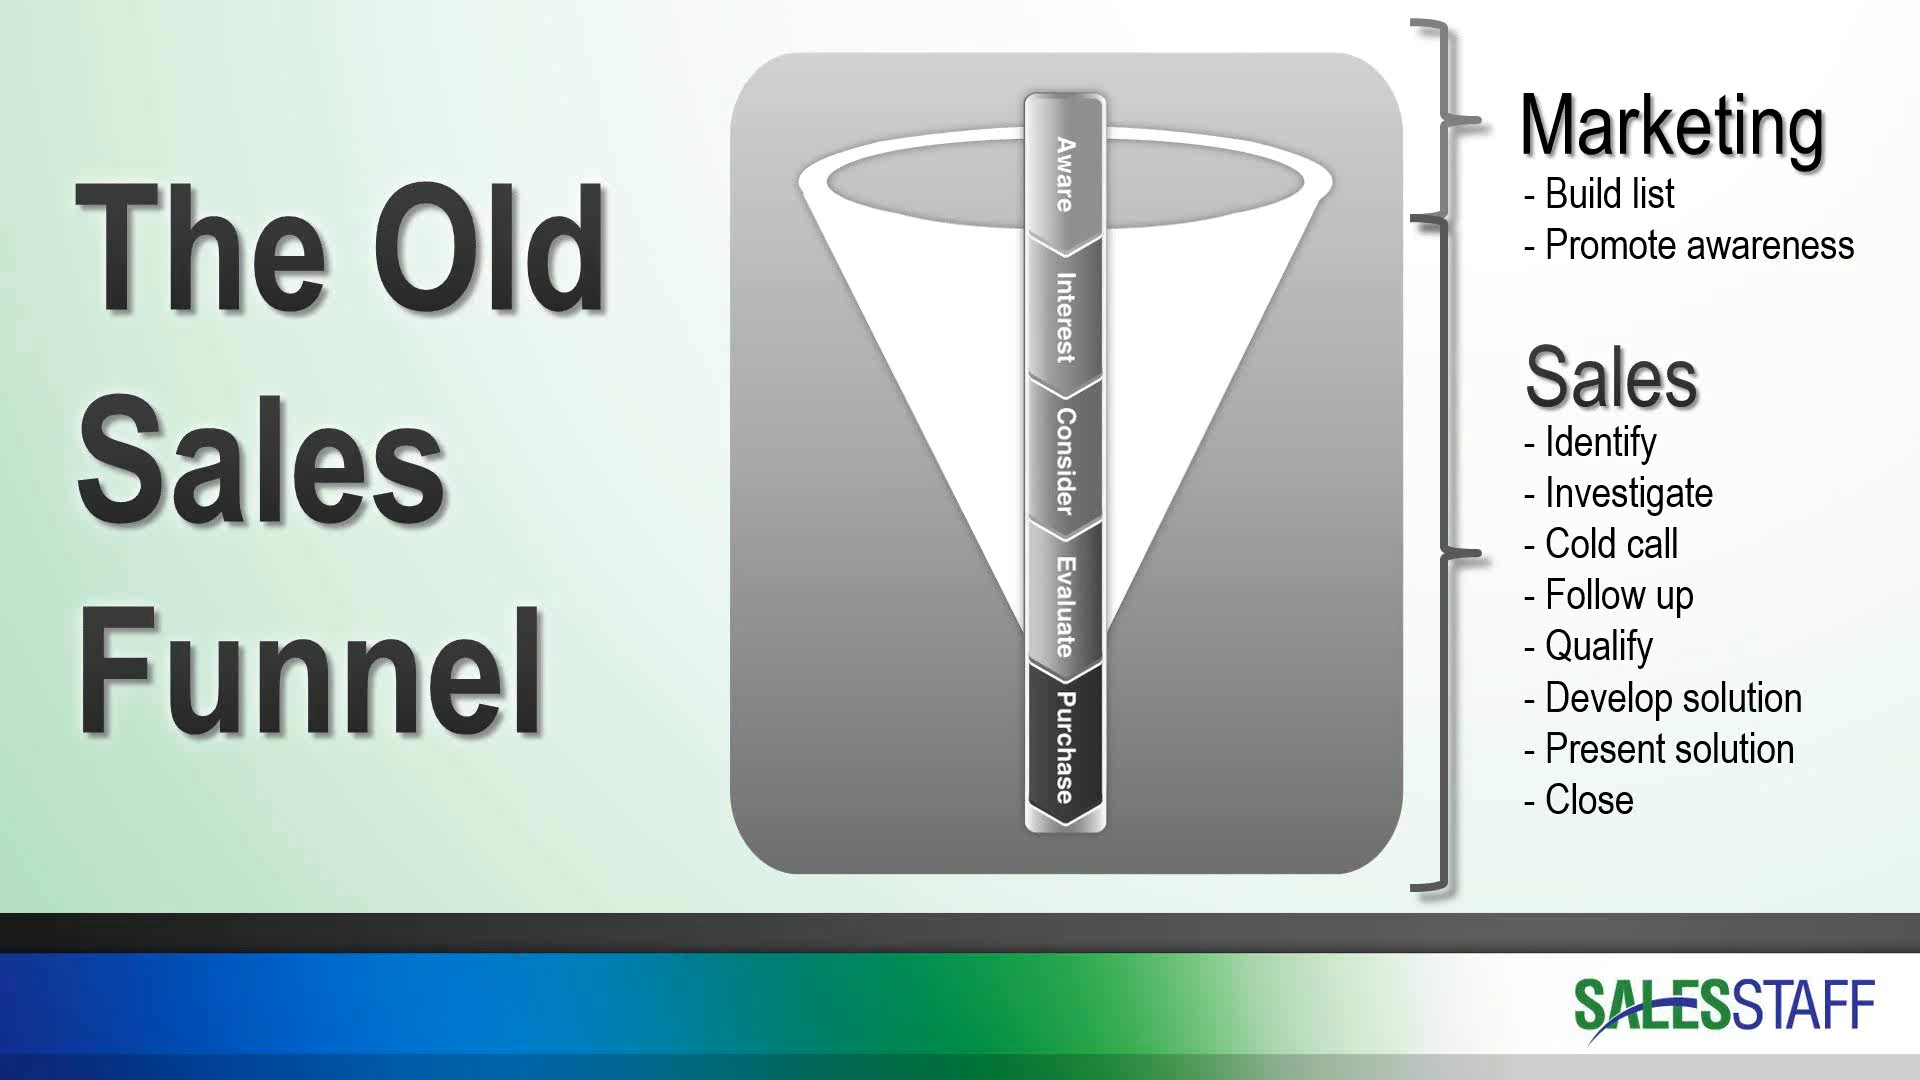 The Old
Sales
Funnel
Aware
Interest
Consider
Evaluate
Purchase
Marketing
- Build list
- Promote awareness
Sales
- Identify
- Investigate
- Cold call
- Follow up
- Qualify
- Develop solution
- Present solution
- Close
SALESSTAFF